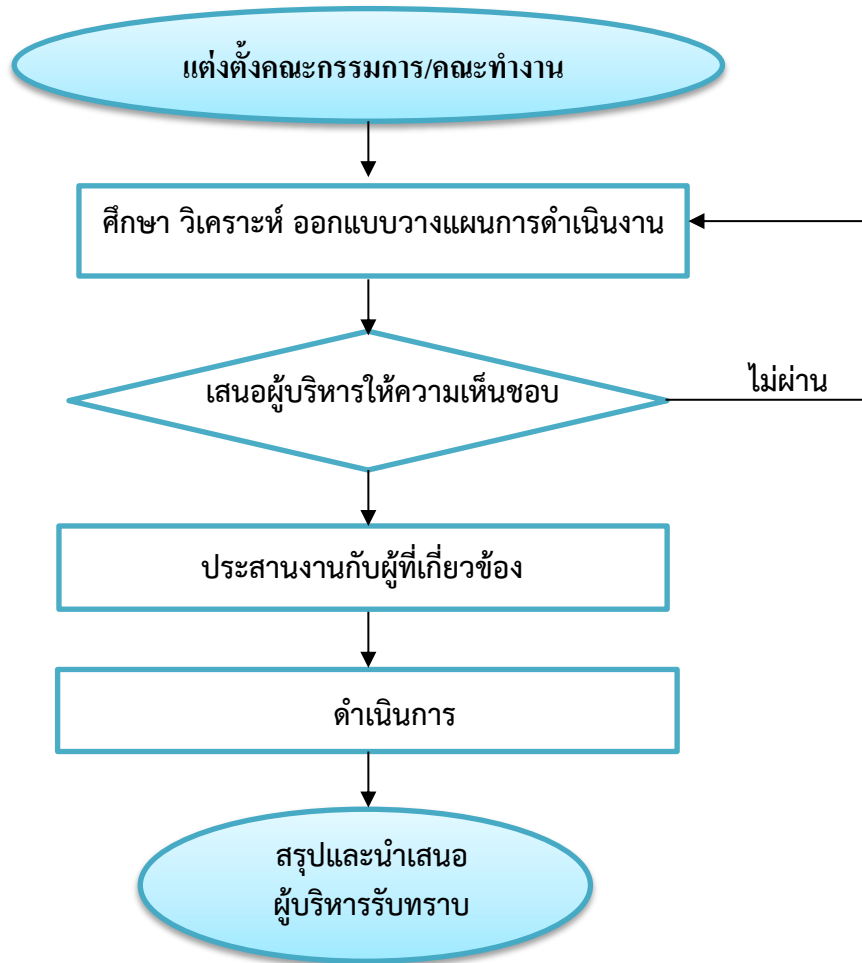 แต่งตั้งคณะกรรมการ/คณะทำงาน
ศึกษา วิเคราะห์ ออกแบบวางแผนการดำเนินงาน
เสนอผู้บริหารให้ความเห็นชอบ
ไม่ผ่าน
ประสานงานกับผู้ที่เกี่ยวข้อง
ดำเนินการ
สรุปและนำเสนอ
ผู้บริหารรับทราบ